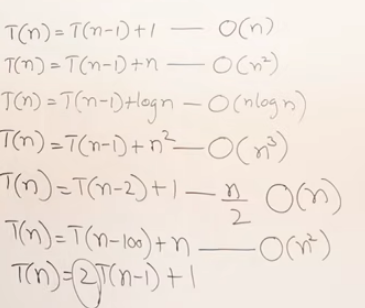 T(n) = T(n-1) + 1 — O(n)
T(n) = T(n-1) + n — O(n²)
T(n) = T(n-1) + log n — O(n log n)
T(n) = T(n-1) + n² — O(n³)
T(n) = T(n-2) + 1 — n/2 O(n)
T(n) = T(n-100) + n — O(n²)
T(n) = 2T(n-1) + 1